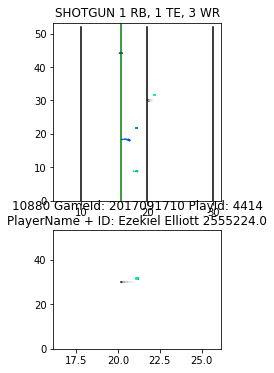 SHOTGUN 1 RB, 1 TE, 3 WR
50
40
30
20
10
0
10 20 30
10880 GameId: 2017091710 PlayId: 4414
PlayerName + ID: Ezekiel Elliott 2555224.0
40
20
0
17.5 20.0 22.5 25.0